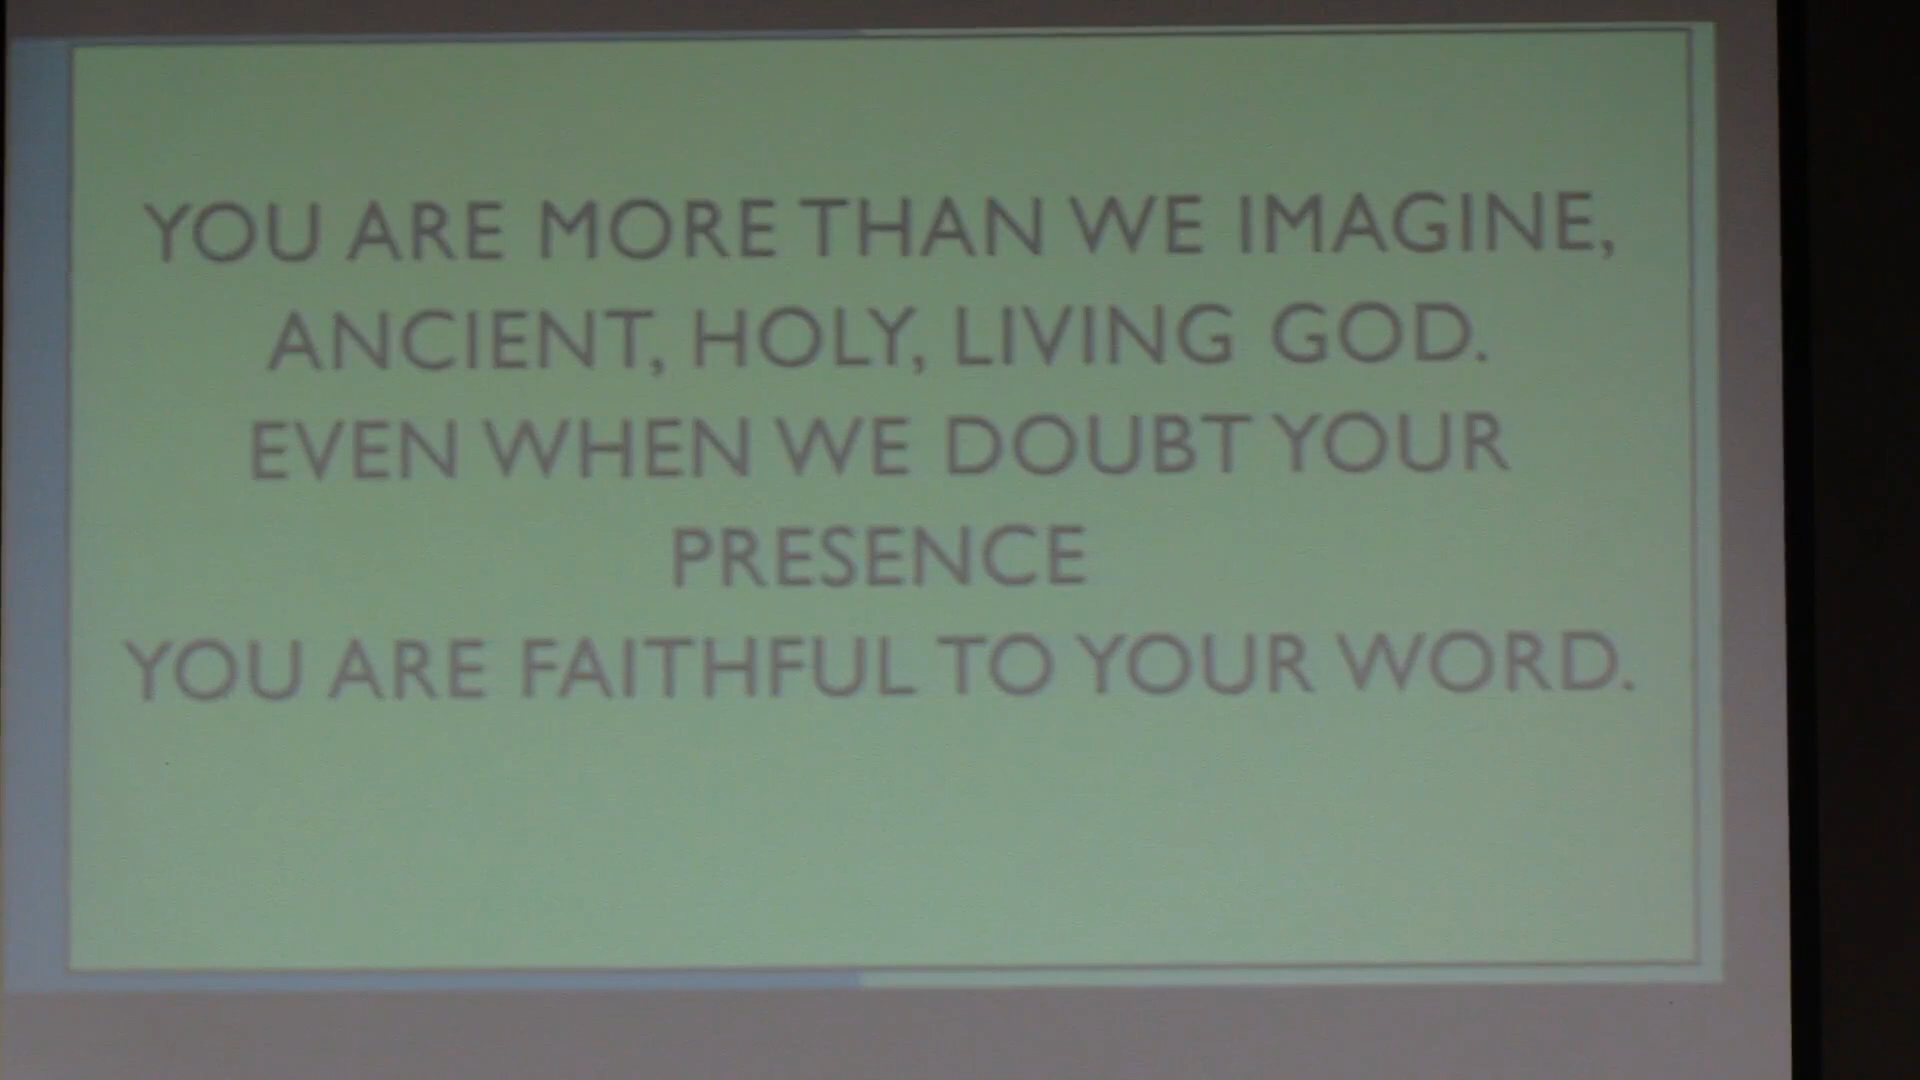 YOU ARE MORE THAN WE IMAGINE,
ANCIENT, HOLY, LIVING GOD.
EVEN WHEN WE DOUBT YOUR
PRESENCE
YOU ARE FAITHFUL TO YOUR WORD.